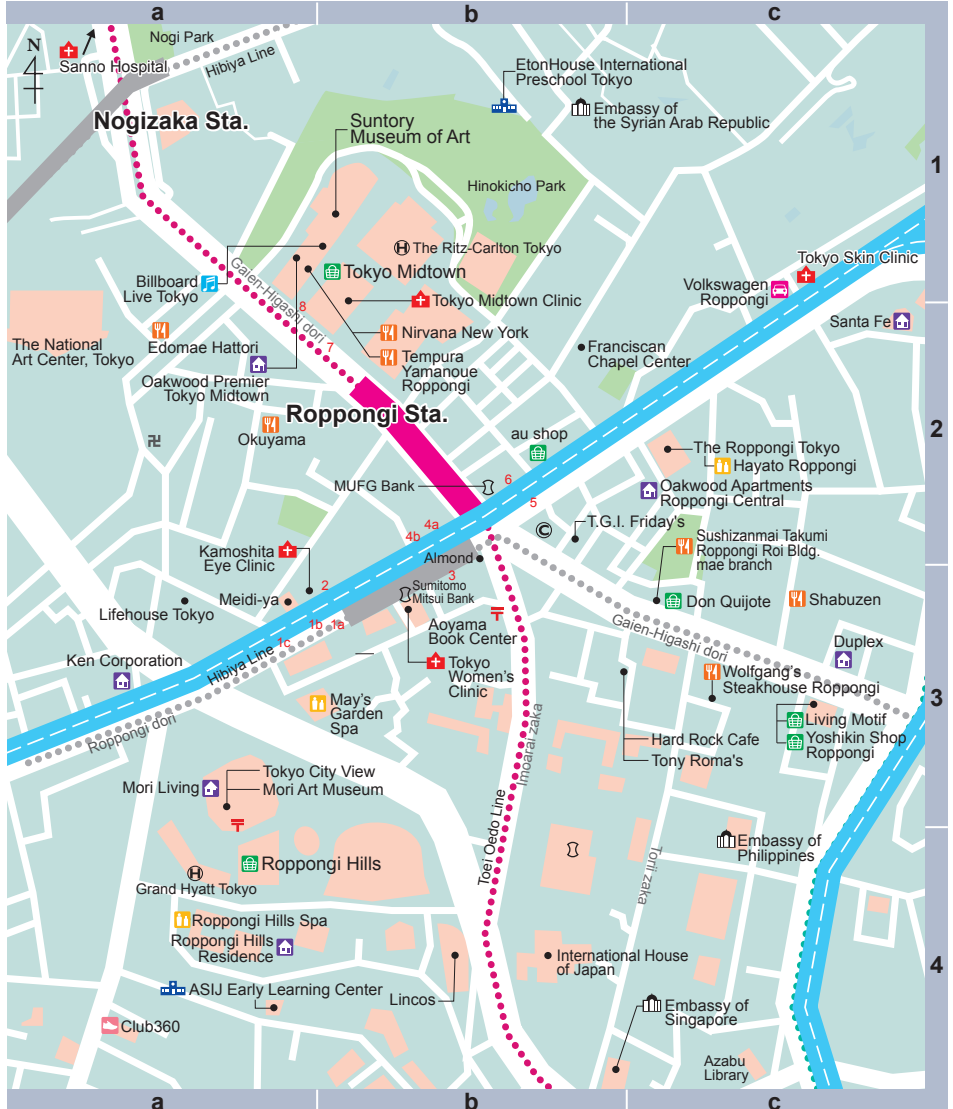 a
b
c
Nogi Park
N
Sanno Hospital
Hibiya Line
EtonHouse International
Preschool Tokyo
Embassy of
the Syrian Arab Republic
Nogizaka Sta.
Suntory
Museum of Art
1
Hinokicho Park
H
The Ritz-Carlton Tokyo
Tokyo Skin Clinic
Gaien-Higashi dori
Tokyo Midtown
Billboard
Live Tokyo
Volkswagen
Roppongi
8
Tokyo Midtown Clinic
Santa Fe
The National
Art Center, Tokyo
Edomae Hattori
7
Nirvana New York
Franciscan
Chapel Center
Tempura
Yamanoue
Roppongi
Oakwood Premier
Tokyo Midtown
Roppongi Sta.
2
Okuyama
卍
au shop
The Roppongi Tokyo
Hayato Roppongi
MUFG Bank
6
5
Oakwood Apartments
Roppongi Central
4a
4b
©
T.G.I. Friday's
Kamoshita
Eye Clinic
Almond
Sushizanmai Takumi
Roppongi Roi Bldg.
mae branch
2
3
Sumitomo
Mitsui Bank
Lifehouse Tokyo
Meidi-ya
Don Quijote
Shabuzen
1c
1b
1a
Aoyama
Book Center
〒
Gaien-Higashi dori
Duplex
Ken Corporation
Hibiya Line
Tokyo
Women's
Clinic
Wolfgang's
Steakhouse Roppongi
3
May's
Garden
Spa
Imoarai zaka
Living Motif
Yoshikin Shop
Roppongi
Roppongi dori
Hard Rock Cafe
Tony Roma's
Tokyo City View
Mori Art Museum
Mori Living
〒
Toei Oedo Line
Embassy of
Philippines
Roppongi Hills
H
Grand Hyatt Tokyo
Torii zaka
Roppongi Hills Spa
Roppongi Hills
Residence
International House
of Japan
4
ASIJ Early Learning Center
Lincos
Embassy of
Singapore
Club360
Azabu
Library
a
b
c